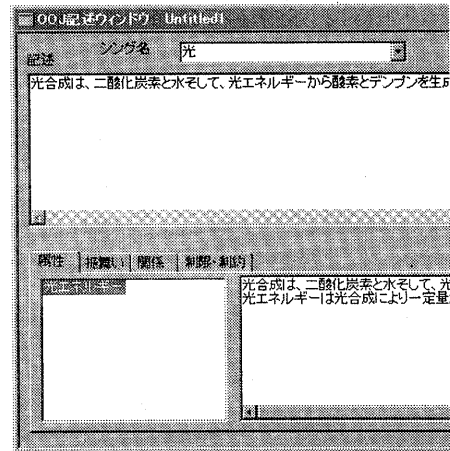 OOJ記述ウィンドウ - Untitled1
シング名
光
記述
光合成は、二酸化炭素と水そして、光エネルギーから酸素とデンプンを生成
属性
振舞い
関係
制限・制約
光エネルギー
光合成は、二酸化炭素と水そして、光
光エネルギーは光合成により一定量